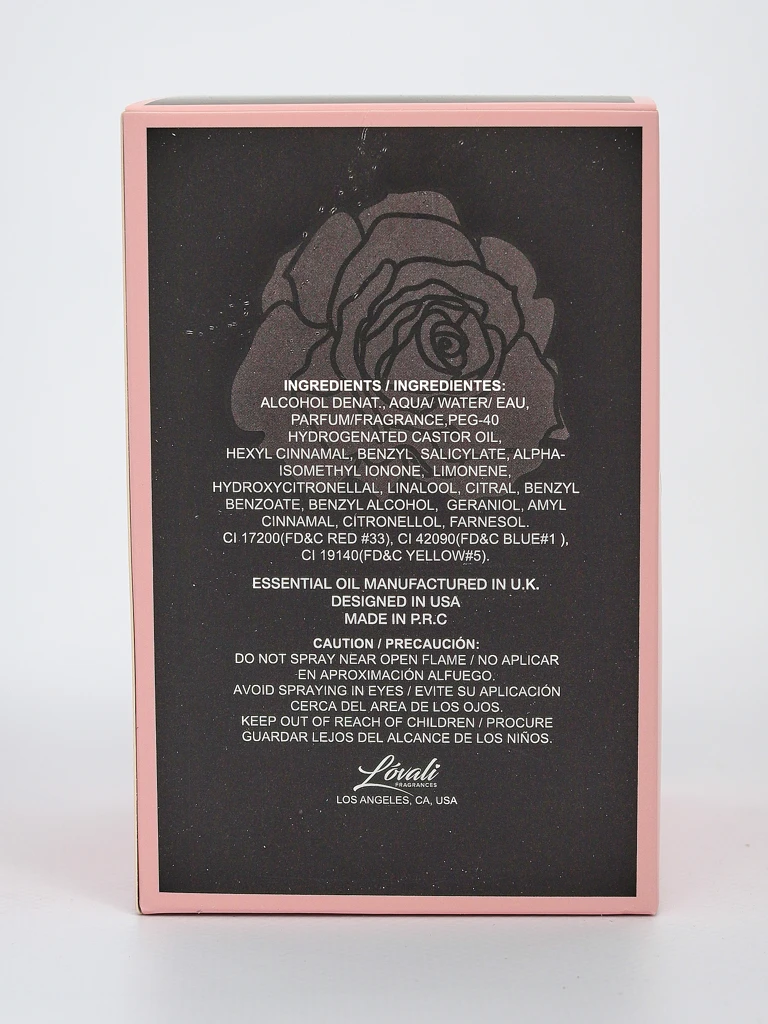 INGREDIENTS / INGREDIENTES:
ALCOHOL DENAT., AQUA/ WATER/ EAU,
PARFUM/FRAGRANCE,PEG-40
HYDROGENATED CASTOR OIL,
HEXYL CINNAMAL, BENZYL SALICYLATE, ALPHA-
ISOMETHYL IONONE, LIMONENE,
HYDROXYCITRONELLAL, LINALOOL, CITRAL, BENZYL
BENZOATE, BENZYL ALCOHOL, GERANIOL, AMYL
CINNAMAL, CITRONELLOL, FARNESOL.
CI 17200(FD&C RED #33), CI 42090(FD&C BLUE#1 ),
CI 19140(FD&C YELLOW#5).
ESSENTIAL OIL MANUFACTURED IN U.K.
DESIGNED IN USA
MADE IN P.R.C
CAUTION / PRECAUCIÓN:
DO NOT SPRAY NEAR OPEN FLAME / NO APLICAR
EN APROXIMACIÓN ALFUEGO.
AVOID SPRAYING IN EYES / EVITE SU APLICACIÓN
CERCA DEL AREA DE LOS OJOS.
KEEP OUT OF REACH OF CHILDREN / PROCURE
GUARDAR LEJOS DEL ALCANCE DE LOS NIÑOS.
Lóvali
FRAGRANCES
LOS ANGELES, CA, USA